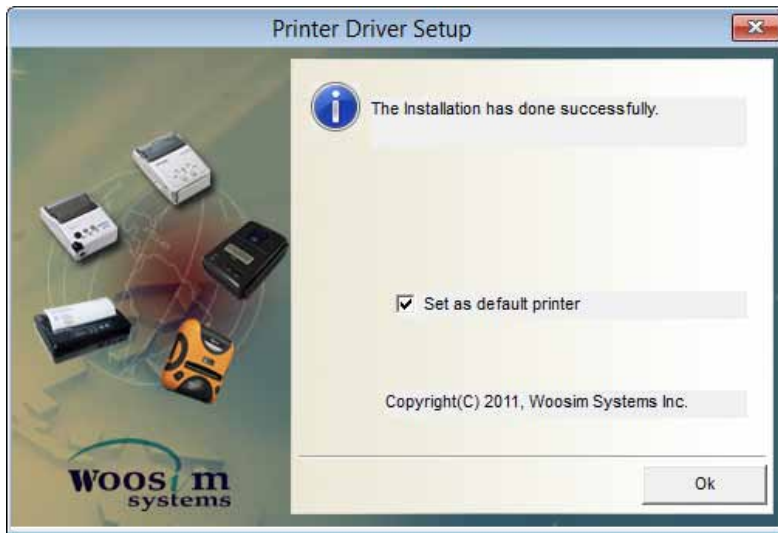 Printer Driver Setup
The Installation has done successfully.
Set as default printer
Copyright(C) 2011, Woosim Systems Inc.
Woosim
systems
Ok